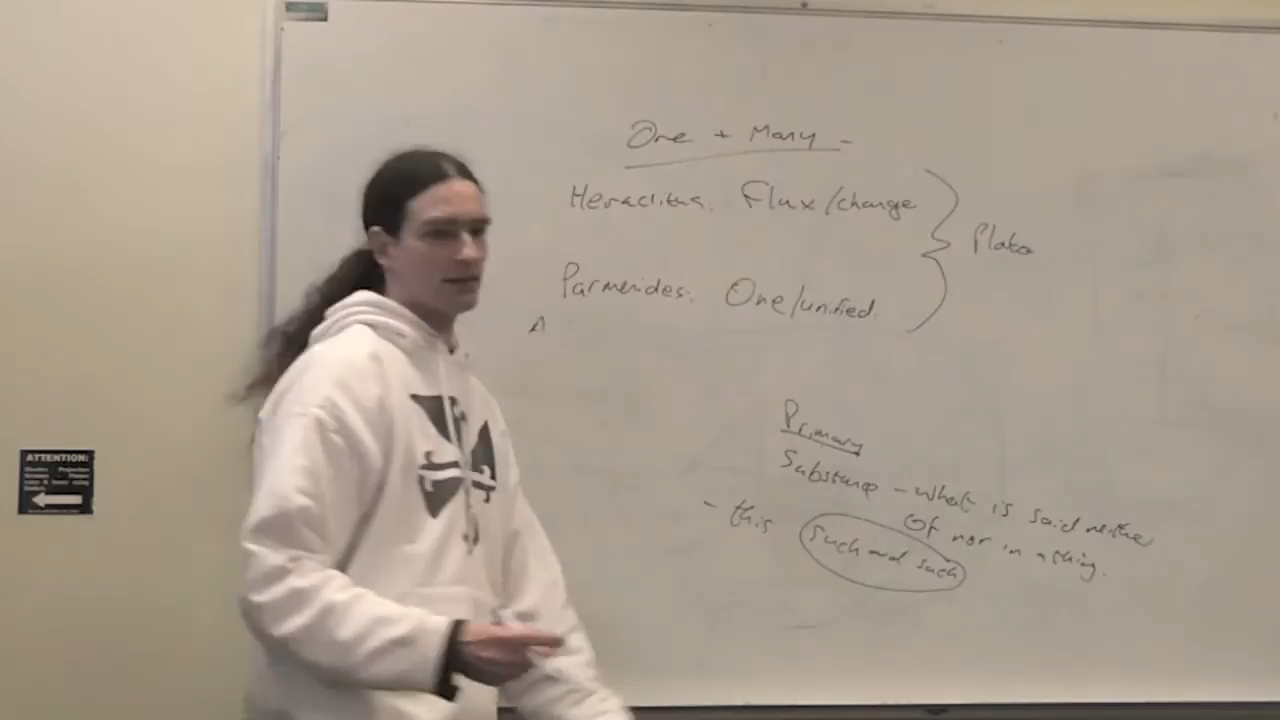 One + Many -
Heraclitus. Flux/change
Plato
Parmenides: One/unified.
A
Primary
Substance - what is said neither
of nor in a thing.
- this such and such
ATTENTION: